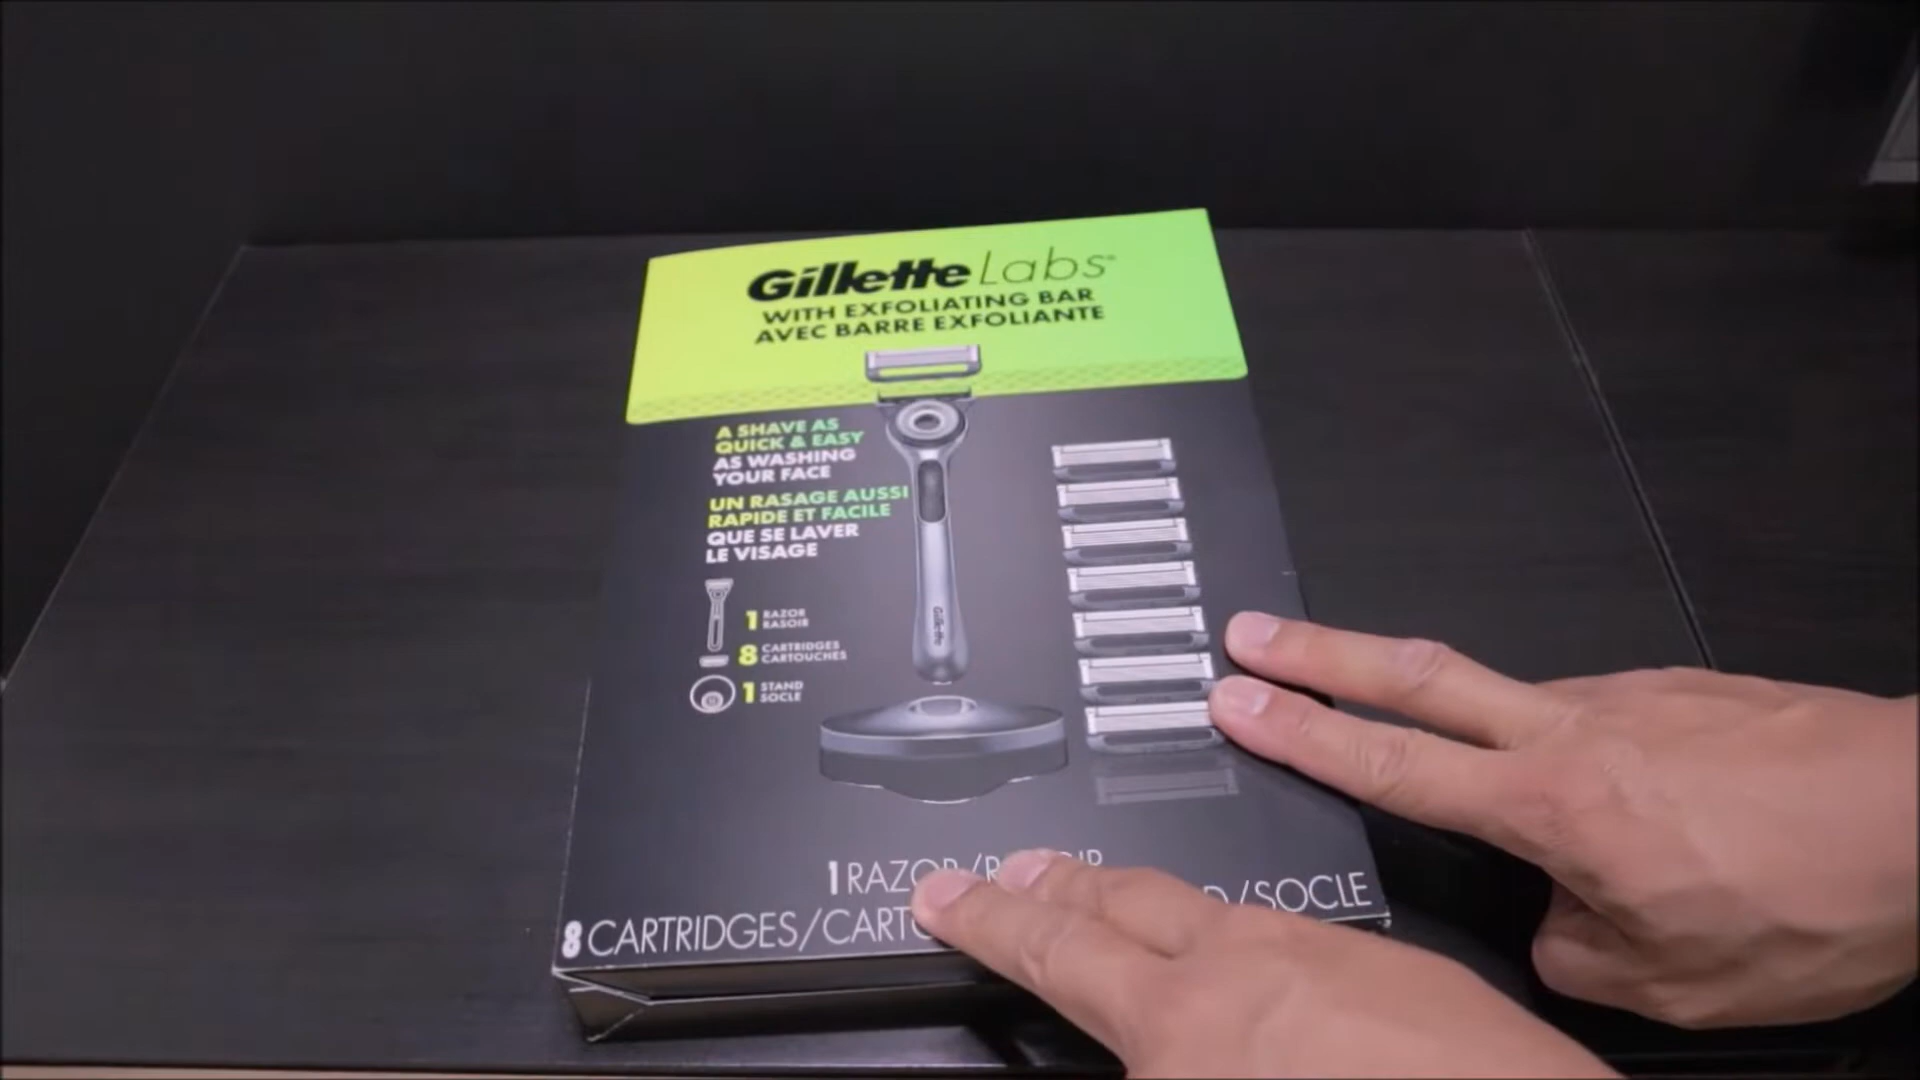 Gillette Labs
WITH EXFOLIATING BAR
AVEC BARRE EXFOLIANTE
A SHAVE AS
QUICK & EASY
AS WASHING
YOUR FACE
UN RASAGE AUSSI
RAPIDE ET FACILE
QUE SE LAVER
LE VISAGE
1 RAZOR
RASOIR
8 CARTRIDGES
CARTOUCHES
1 STAND
SOCLE
Gillette
1 RAZOR/
8 CARTRIDGES/ /SOCLE